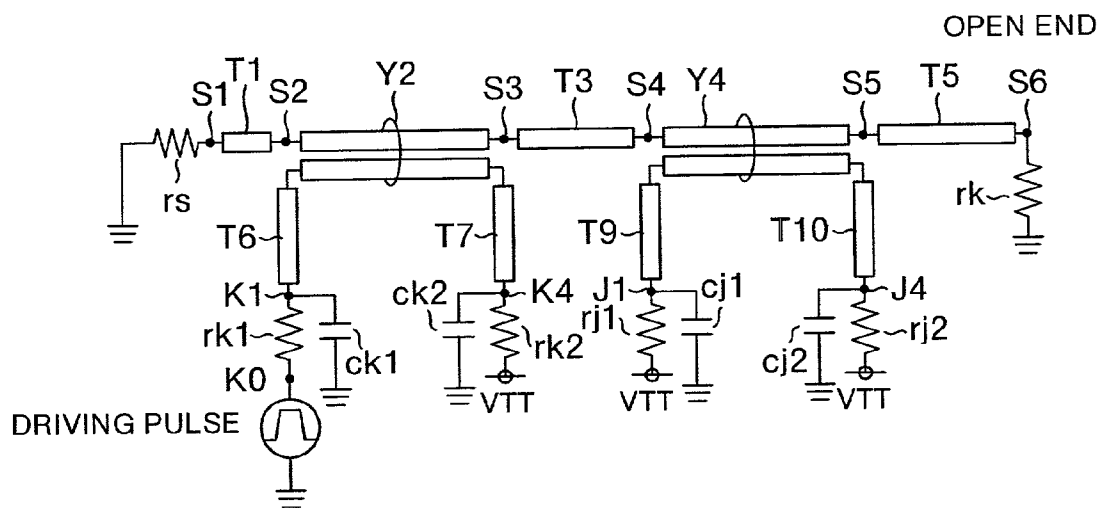 OPEN END
S1
T1
S2
Y2
S3
T3
S4
Y4
S5
T5
S6
rs
rk
T6
T7
T9
T10
K1
ck2
K4
J1
cj1
J4
rk1
ck1
rk2
rj1
cj2
rj2
K0
VTT
VTT
VTT
DRIVING PULSE